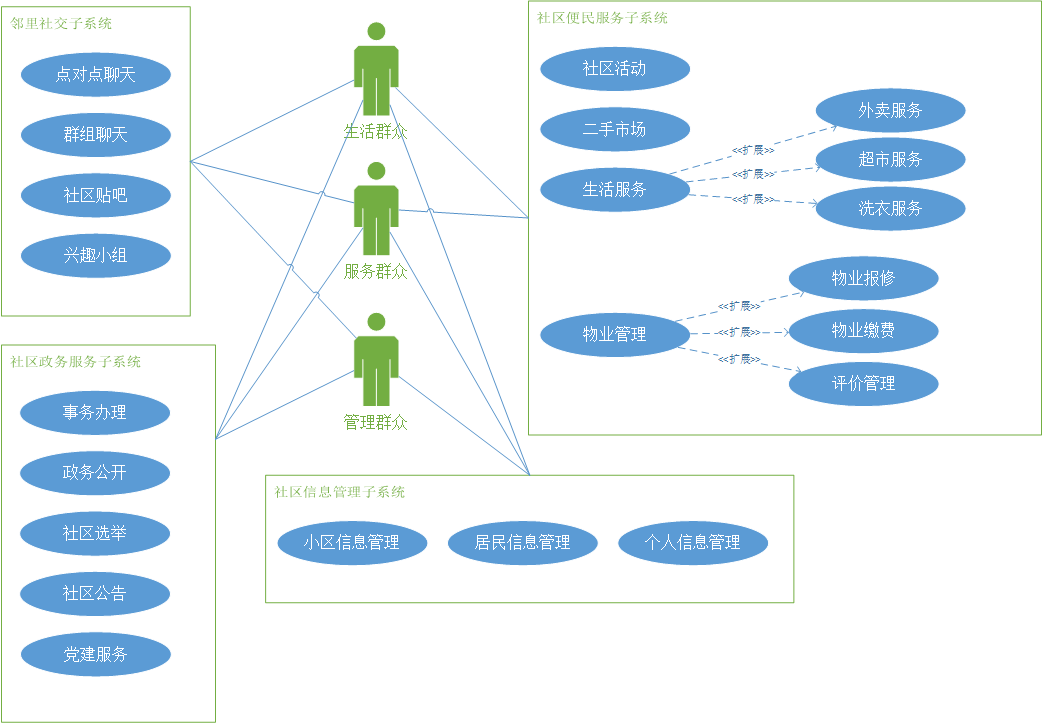 邻里社交子系统
点对点聊天
群组聊天
社区贴吧
兴趣小组
生活群众
服务群众
管理群众
社区便民服务子系统
社区活动
二手市场
生活服务
<<扩展>>
<<扩展>>
<<扩展>>
外卖服务
超市服务
洗衣服务
物业管理
<<扩展>>
<<扩展>>
<<扩展>>
物业报修
物业缴费
评价管理
社区政务服务子系统
事务办理
政务公开
社区选举
社区公告
党建服务
社区信息管理子系统
小区信息管理
居民信息管理
个人信息管理